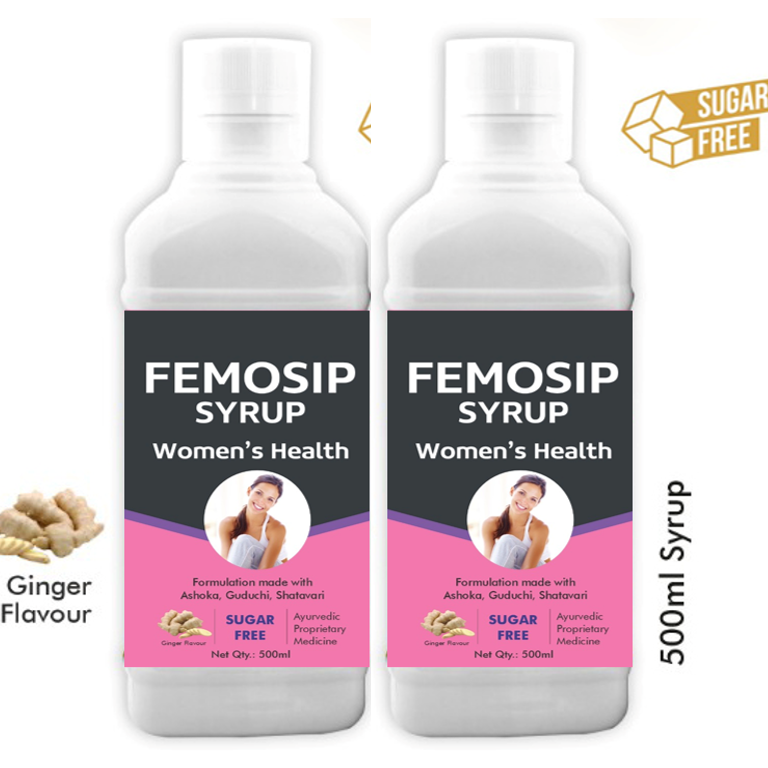 SUGAR
FREE
FEMOSIP
SYRUP
Women's Health
Formulation made with
Ashoka, Guduchi, Shatavari
Ginger Flavour
SUGAR
FREE
Ayurvedic
Proprietary
Medicine
Net Qty.: 500ml
FEMOSIP
SYRUP
Women's Health
Formulation made with
Ashoka, Guduchi, Shatavari
Ginger Flavour
SUGAR
FREE
Ayurvedic
Proprietary
Medicine
Net Qty.: 500ml
Ginger
Flavour
500ml Syrup